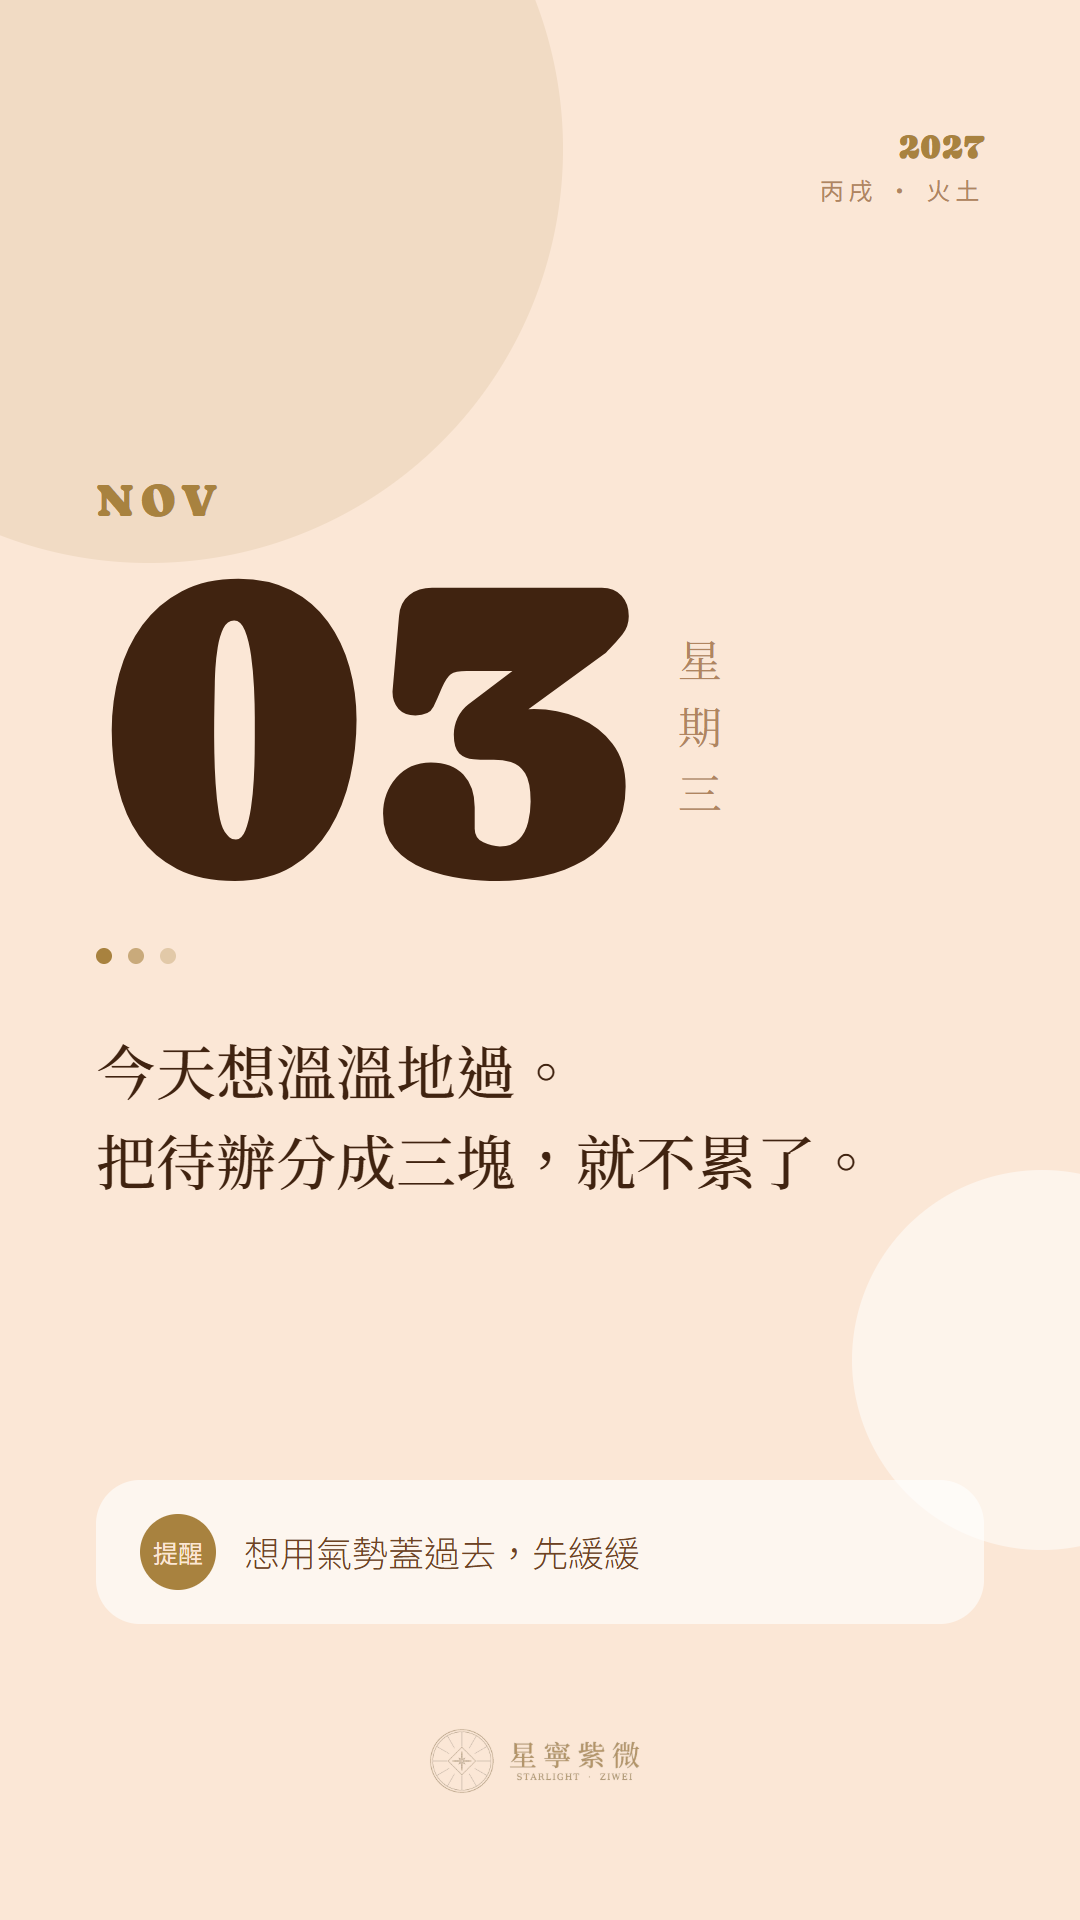 2027
丙戌 · 火土
NOV
03
星期三
今天想溫溫地過。
把待辦分成三塊，就不累了。
提醒 想用氣勢蓋過去，先緩緩
星寧紫微
STARLIGHT · ZIWEI